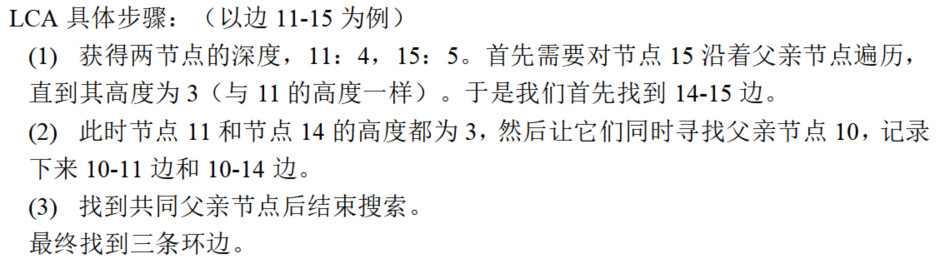 LCA 具体步骤：（以边 11-15 为例）
(1) 获得两节点的深度，11：4，15：5。首先需要对节点 15 沿着父亲节点遍历，
直到其高度为 3（与 11 的高度一样）。于是我们首先找到 14-15 边。
(2) 此时节点 11 和节点 14 的高度都为 3，然后让它们同时寻找父亲节点 10，记录
下来 10-11 边和 10-14 边。
(3) 找到共同父亲节点后结束搜索。
最终找到三条环边。